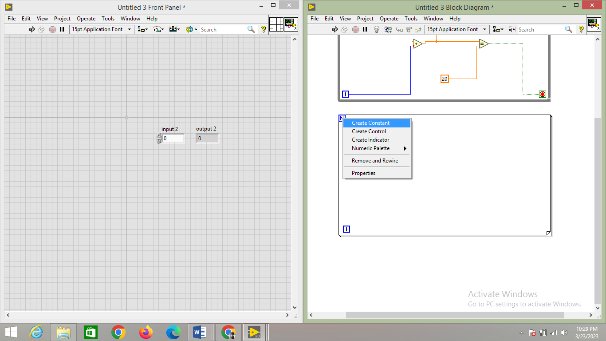 Untitled 3 Front Panel *
File Edit View Project Operate Tools Window Help
15pt Application Font
Search
input 2
output 2
0
0
Untitled 3 Block Diagram *
File Edit View Project Operate Tools Window Help
15pt Application Font
Search
i
N
Create Constant
Create Control
Create Indicator
Numeric Palette
Remove and Rewire
Properties
i
Activate Windows
Go to PC settings to activate Windows.
10:28 PM